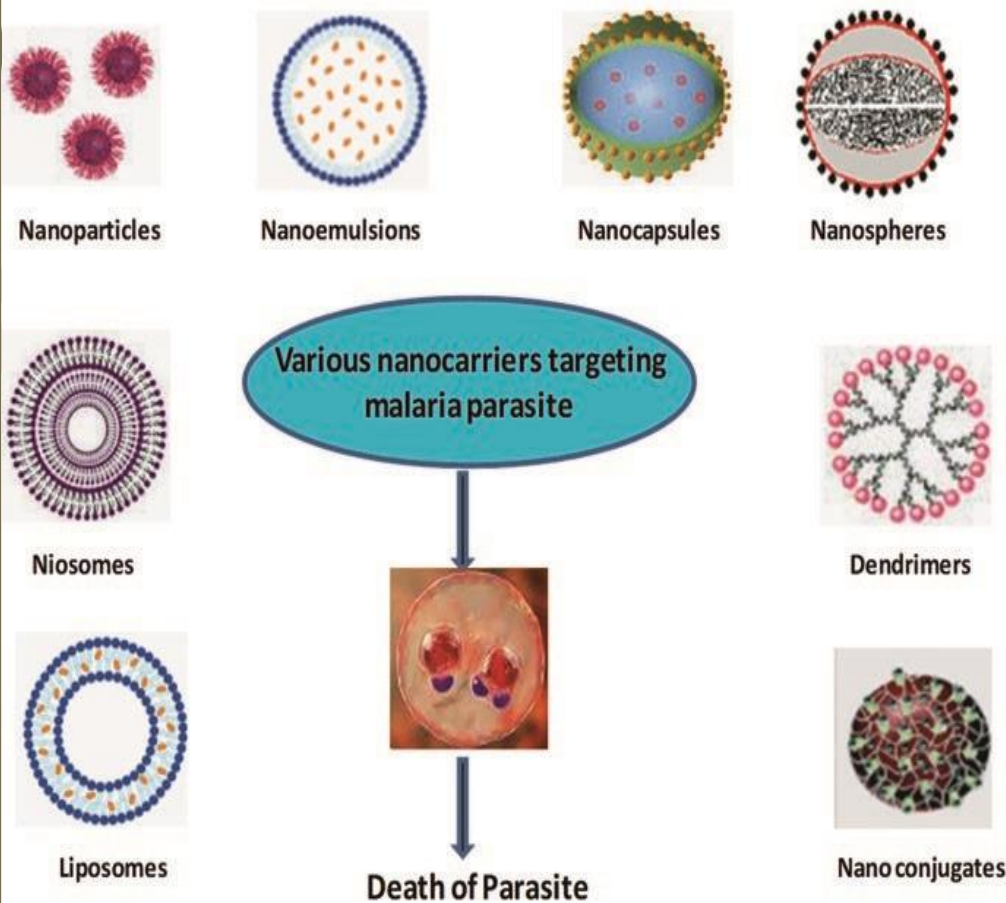 Nanoparticles
Nanoemulsions
Nanocapsules
Nanospheres
Various nanocarriers targeting
malaria parasite
Niosomes
Dendrimers
Liposomes
Nano conjugates
Death of Parasite